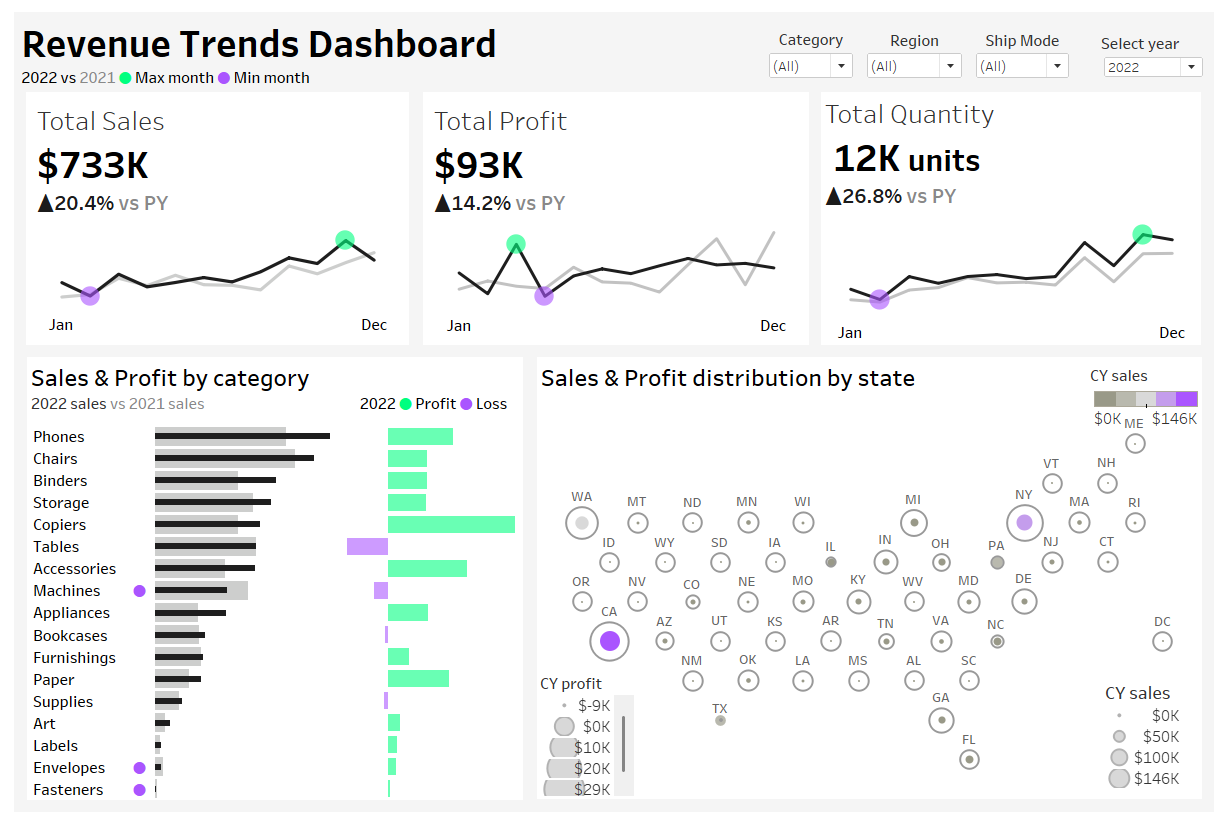 Revenue Trends Dashboard
2022 vs 2021 Max month Min month
Category
(All)
Region
(All)
Ship Mode
(All)
Select year
2022
Total Sales
$733K
▲20.4% vs PY
Jan Dec
Total Profit
$93K
▲14.2% vs PY
Jan Dec
Total Quantity
12K units
▲26.8% vs PY
Jan Dec
Sales & Profit by category
2022 sales vs 2021 sales
2022 Profit Loss
Phones
Chairs
Binders
Storage
Copiers
Tables
Accessories
Machines
Appliances
Bookcases
Furnishings
Paper
Supplies
Art
Labels
Envelopes
Fasteners
Sales & Profit distribution by state
CY sales
$0K $146K
ME
VT NH
WA MT ND MN WI MI NY MA RI
ID WY SD IA IL IN OH PA NJ CT
OR NV CO NE MO KY WV MD DE
CA AZ UT KS AR TN VA NC DC
NM OK LA MS AL SC
TX GA
FL
CY profit
$-9K
$0K
$10K
$20K
$29K
CY sales
$0K
$50K
$100K
$146K